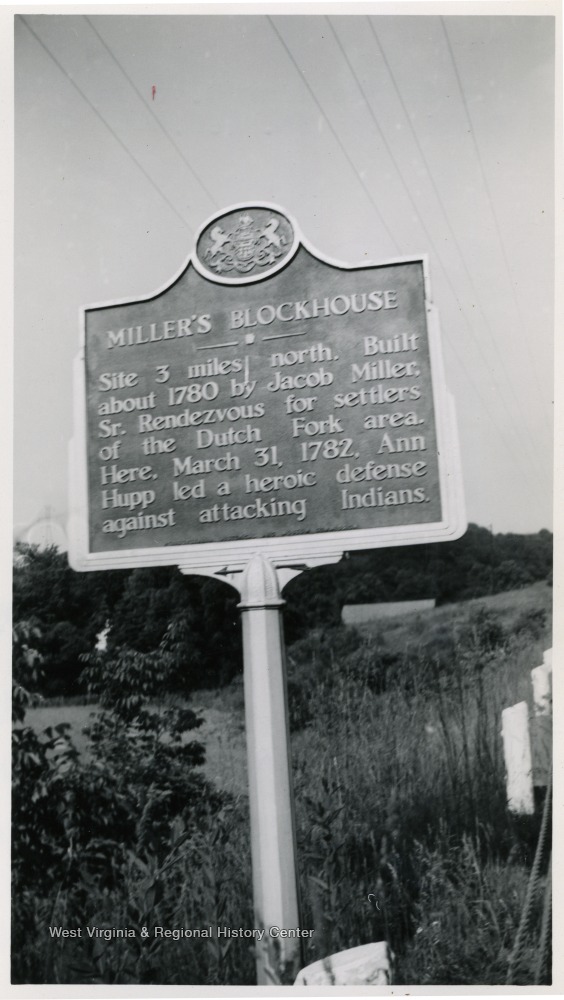 MILLER'S BLOCKHOUSE
Site 3 miles north. Built
about 1780 by Jacob Miller,
Sr. Rendezvous for settlers
of the Dutch Fork area.
Here, March 31, 1782, Ann
Hupp led a heroic defense
against attacking Indians.
West Virginia & Regional History Center